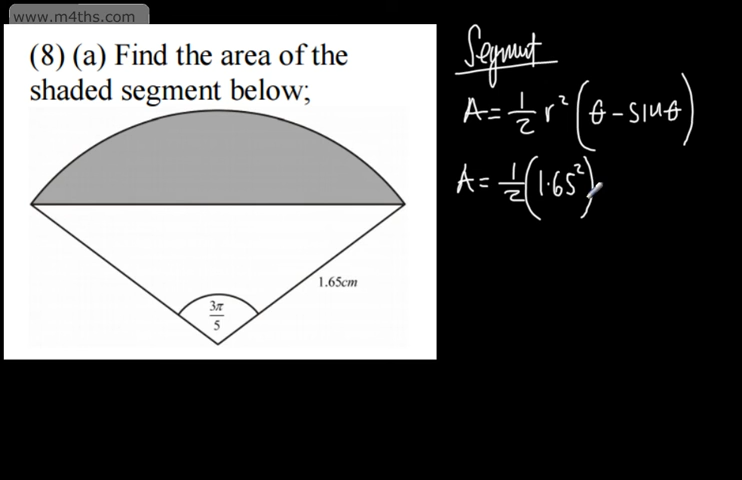 www.m4ths.com
(8) (a) Find the area of the
shaded segment below;
1.65cm
3π
5
Segment
A = 1/2 r² (θ - sinθ)
A = 1/2 (1.65²)